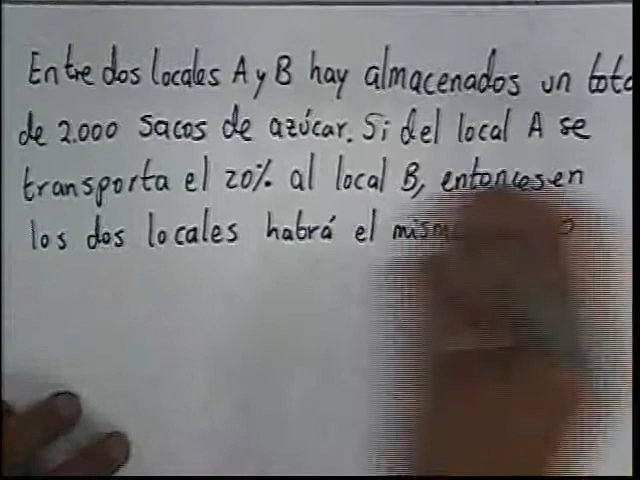 Entre dos locales A y B hay almacenados un tota
de 2.000 sacos de azúcar. Si del local A se
transporta el 20% al local B, entonces en
los dos locales habrá el